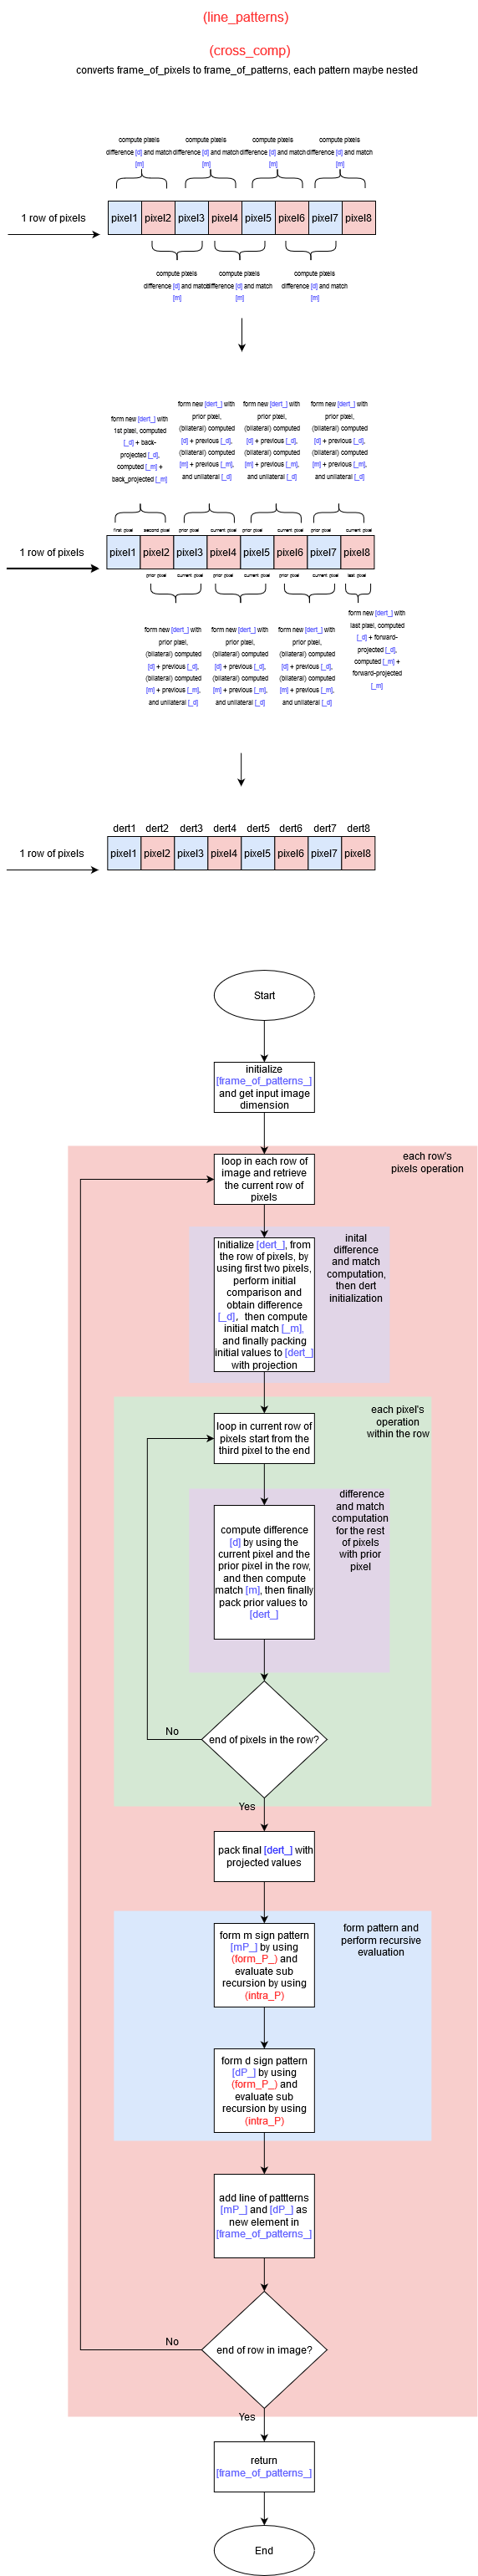 (line_patterns)
(cross_comp)
converts frame_of_pixels to frame_of_patterns, each pattern maybe nested
compute pixels
difference [d] and match
[m]
compute pixels
difference [d] and match
[m]
compute pixels
difference [d] and match
[m]
compute pixels
difference [d] and match
[m]
1 row of pixels
pixel1
pixel2
pixel3
pixel4
pixel5
pixel6
pixel7
pixel8
compute pixels
difference [d] and match
[m]
compute pixels
difference [d] and match
[m]
compute pixels
difference [d] and match
[m]
form new [dert_] with
1st pixel, computed
[_d] + back-
projected [_d],
computed [_m] +
back_projected [_m]
form new [dert_] with
prior pixel,
(bilateral) computed
[d] + previous [_d],
(bilateral) computed
[m] + previous [_m],
and unilateral [_d]
form new [dert_] with
prior pixel,
(bilateral) computed
[d] + previous [_d],
(bilateral) computed
[m] + previous [_m],
and unilateral [_d]
form new [dert_] with
prior pixel,
(bilateral) computed
[d] + previous [_d],
(bilateral) computed
[m] + previous [_m],
and unilateral [_d]
first pixel
second pixel
prior pixel
current pixel
prior pixel
current pixel
prior pixel
current pixel
1 row of pixels
pixel1
pixel2
pixel3
pixel4
pixel5
pixel6
pixel7
pixel8
prior pixel
current pixel
prior pixel
current pixel
prior pixel
current pixel
last pixel
form new [dert_] with
prior pixel,
(bilateral) computed
[d] + previous [_d],
(bilateral) computed
[m] + previous [_m],
and unilateral [_d]
form new [dert_] with
prior pixel,
(bilateral) computed
[d] + previous [_d],
(bilateral) computed
[m] + previous [_m],
and unilateral [_d]
form new [dert_] with
prior pixel,
(bilateral) computed
[d] + previous [_d],
(bilateral) computed
[m] + previous [_m],
and unilateral [_d]
form new [dert_] with
last pixel, computed
[_d] + forward-
projected [_d],
computed [_m] +
forward-projected
[_m]
dert1
dert2
dert3
dert4
dert5
dert6
dert7
dert8
1 row of pixels
pixel1
pixel2
pixel3
pixel4
pixel5
pixel6
pixel7
pixel8
Start
initialize
[frame_of_patterns_]
and get input image
dimension
each row's
pixels operation
loop in each row of
image and retrieve
the current row of
pixels
inital
difference
and match
computation,
then dert
initialization
Initialize [dert_], from
the row of pixels, by
using first two pixels,
perform initial
comparison and
obtain difference
[_d], then compute
initial match [_m],
and finally packing
initial values to [dert_]
with projection
each pixel's
operation
within the row
loop in current row of
pixels start from the
third pixel to the end
difference
and match
computation
for the rest
of pixels
with prior
pixel
compute difference
[d] by using the
current pixel and the
prior pixel in the row,
and then compute
match [m], then finally
pack prior values to
[dert_]
end of pixels in the row?
No
Yes
pack final [dert_] with
projected values
form pattern and
perform recursive
evaluation
form m sign pattern
[mP_] by using
(form_P_) and
evaluate sub
recursion by using
(intra_P)
form d sign pattern
[dP_] by using
(form_P_) and
evaluate sub
recursion by using
(intra_P)
add line of pattterns
[mP_] and [dP_] as
new element in
[frame_of_patterns_]
end of row in image?
No
Yes
return
[frame_of_patterns_]
End